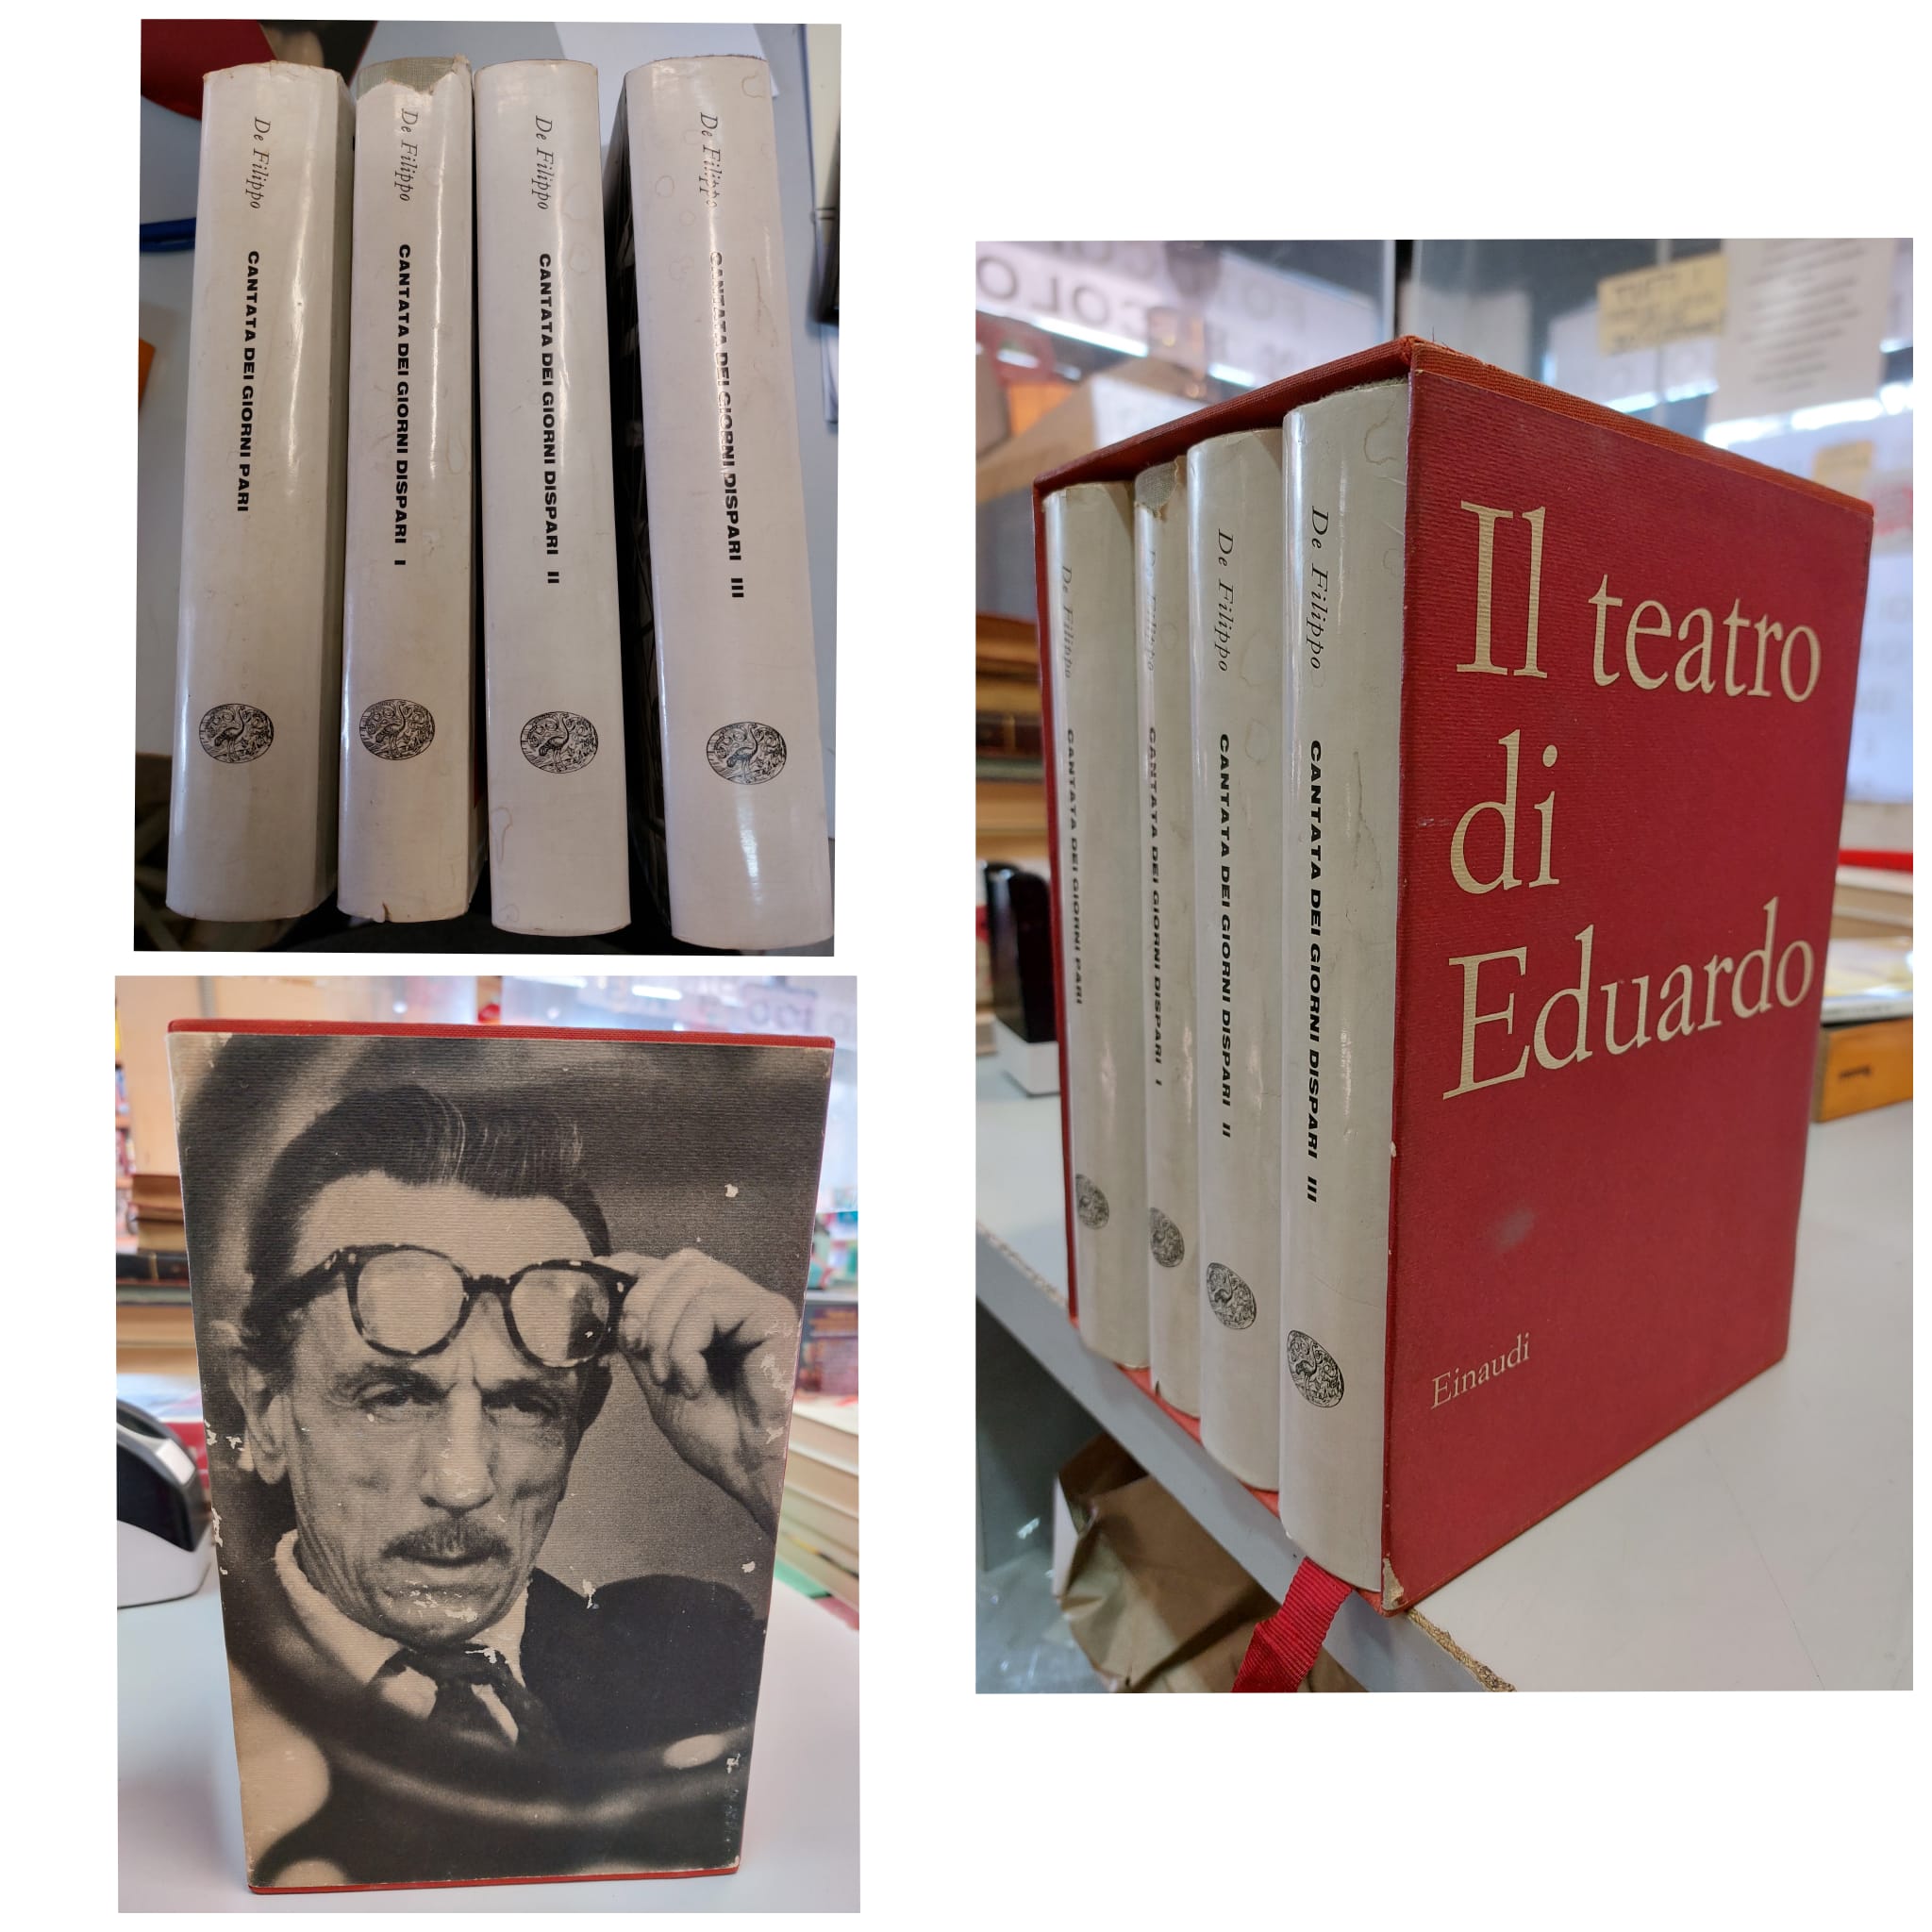 De Filippo CANTATA DEI GIORNI PARI
De Filippo CANTATA DEI GIORNI DISPARI I
De Filippo CANTATA DEI GIORNI DISPARI II
De Filippo CANTATA DEI GIORNI DISPARI III
De Filippo CANTATA DEI GIORNI PARI
De Filippo CANTATA DEI GIORNI DISPARI I
De Filippo CANTATA DEI GIORNI DISPARI II
De Filippo CANTATA DEI GIORNI DISPARI III
Il teatro
di
Eduardo
Einaudi